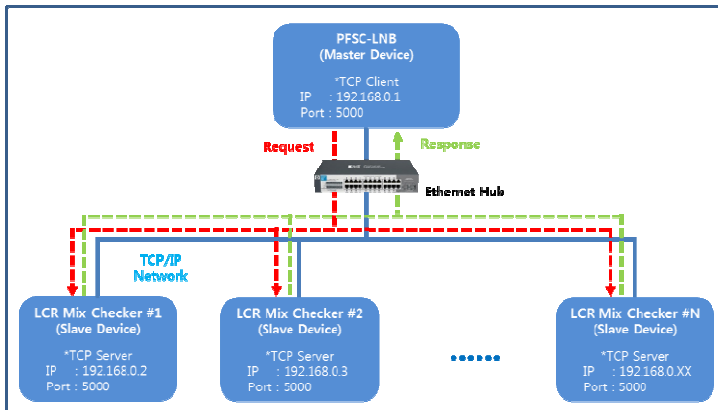 PFSC-LNB
(Master Device)
*TCP Client
IP : 192.168.0.1
Port : 5000
Request
Response
Ethernet Hub
TCP/IP
Network
LCR Mix Checker #1
(Slave Device)
*TCP Server
IP : 192.168.0.2
Port : 5000
LCR Mix Checker #2
(Slave Device)
*TCP Server
IP : 192.168.0.3
Port : 5000
......
LCR Mix Checker #N
(Slave Device)
*TCP Server
IP : 192.168.0.XX
Port : 5000